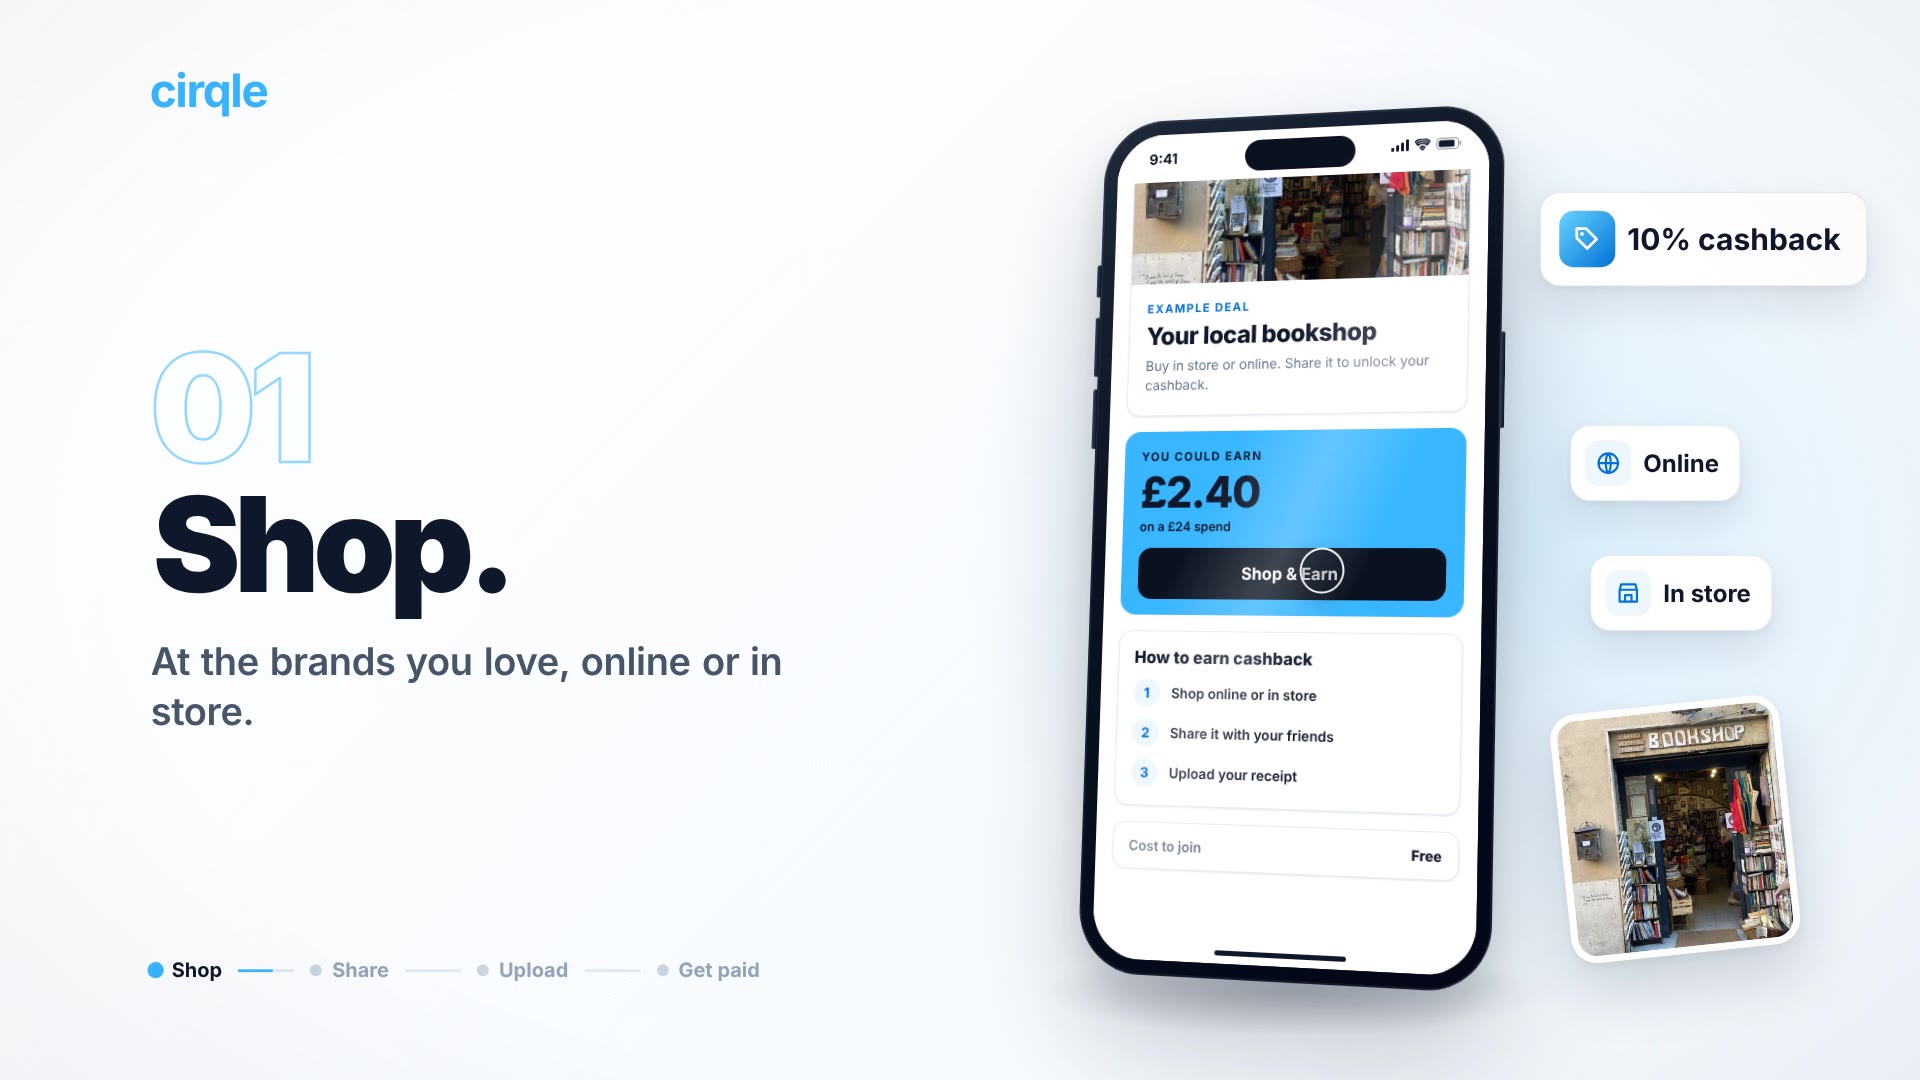 cirqle
01
Shop.
At the brands you love, online or in
store.
Shop
Share
Upload
Get paid
9:41
EXAMPLE DEAL
Your local bookshop
Buy in store or online. Share it to unlock your
cashback.
YOU COULD EARN
£2.40
on a £24 spend
Shop & Earn
How to earn cashback
1 Shop online or in store
2 Share it with your friends
3 Upload your receipt
Cost to join Free
10% cashback
Online
In store
BOOKSHOP